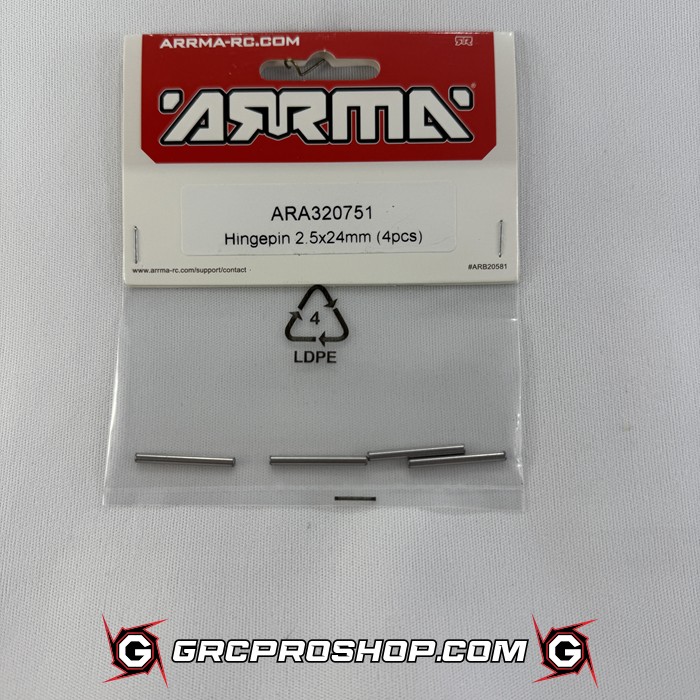 ARRMA-RC.COM
ARRMA
ARA320751
Hingepin 2.5x24mm (4pcs)
www.arrma-rc.com/support/contact
#ARB20581
4
LDPE
G GRCPROSHOP.COM G